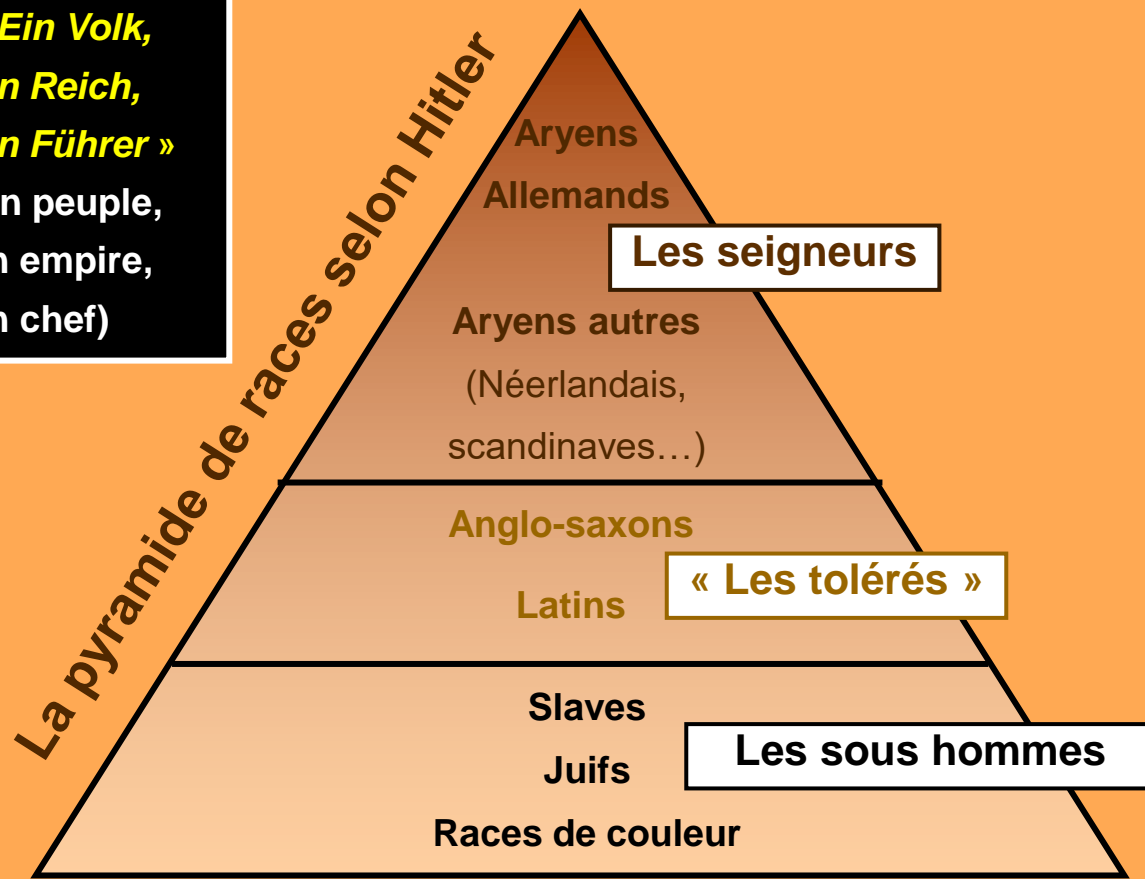 Ein Volk,
n Reich,
n Führer »
n peuple,
n empire,
n chef)
La pyramide de races selon Hitler
Aryens
Allemands
Les seigneurs
Aryens autres
(Néerlandais,
scandinaves…)
Anglo-saxons
« Les tolérés »
Latins
Slaves
Les sous hommes
Juifs
Races de couleur